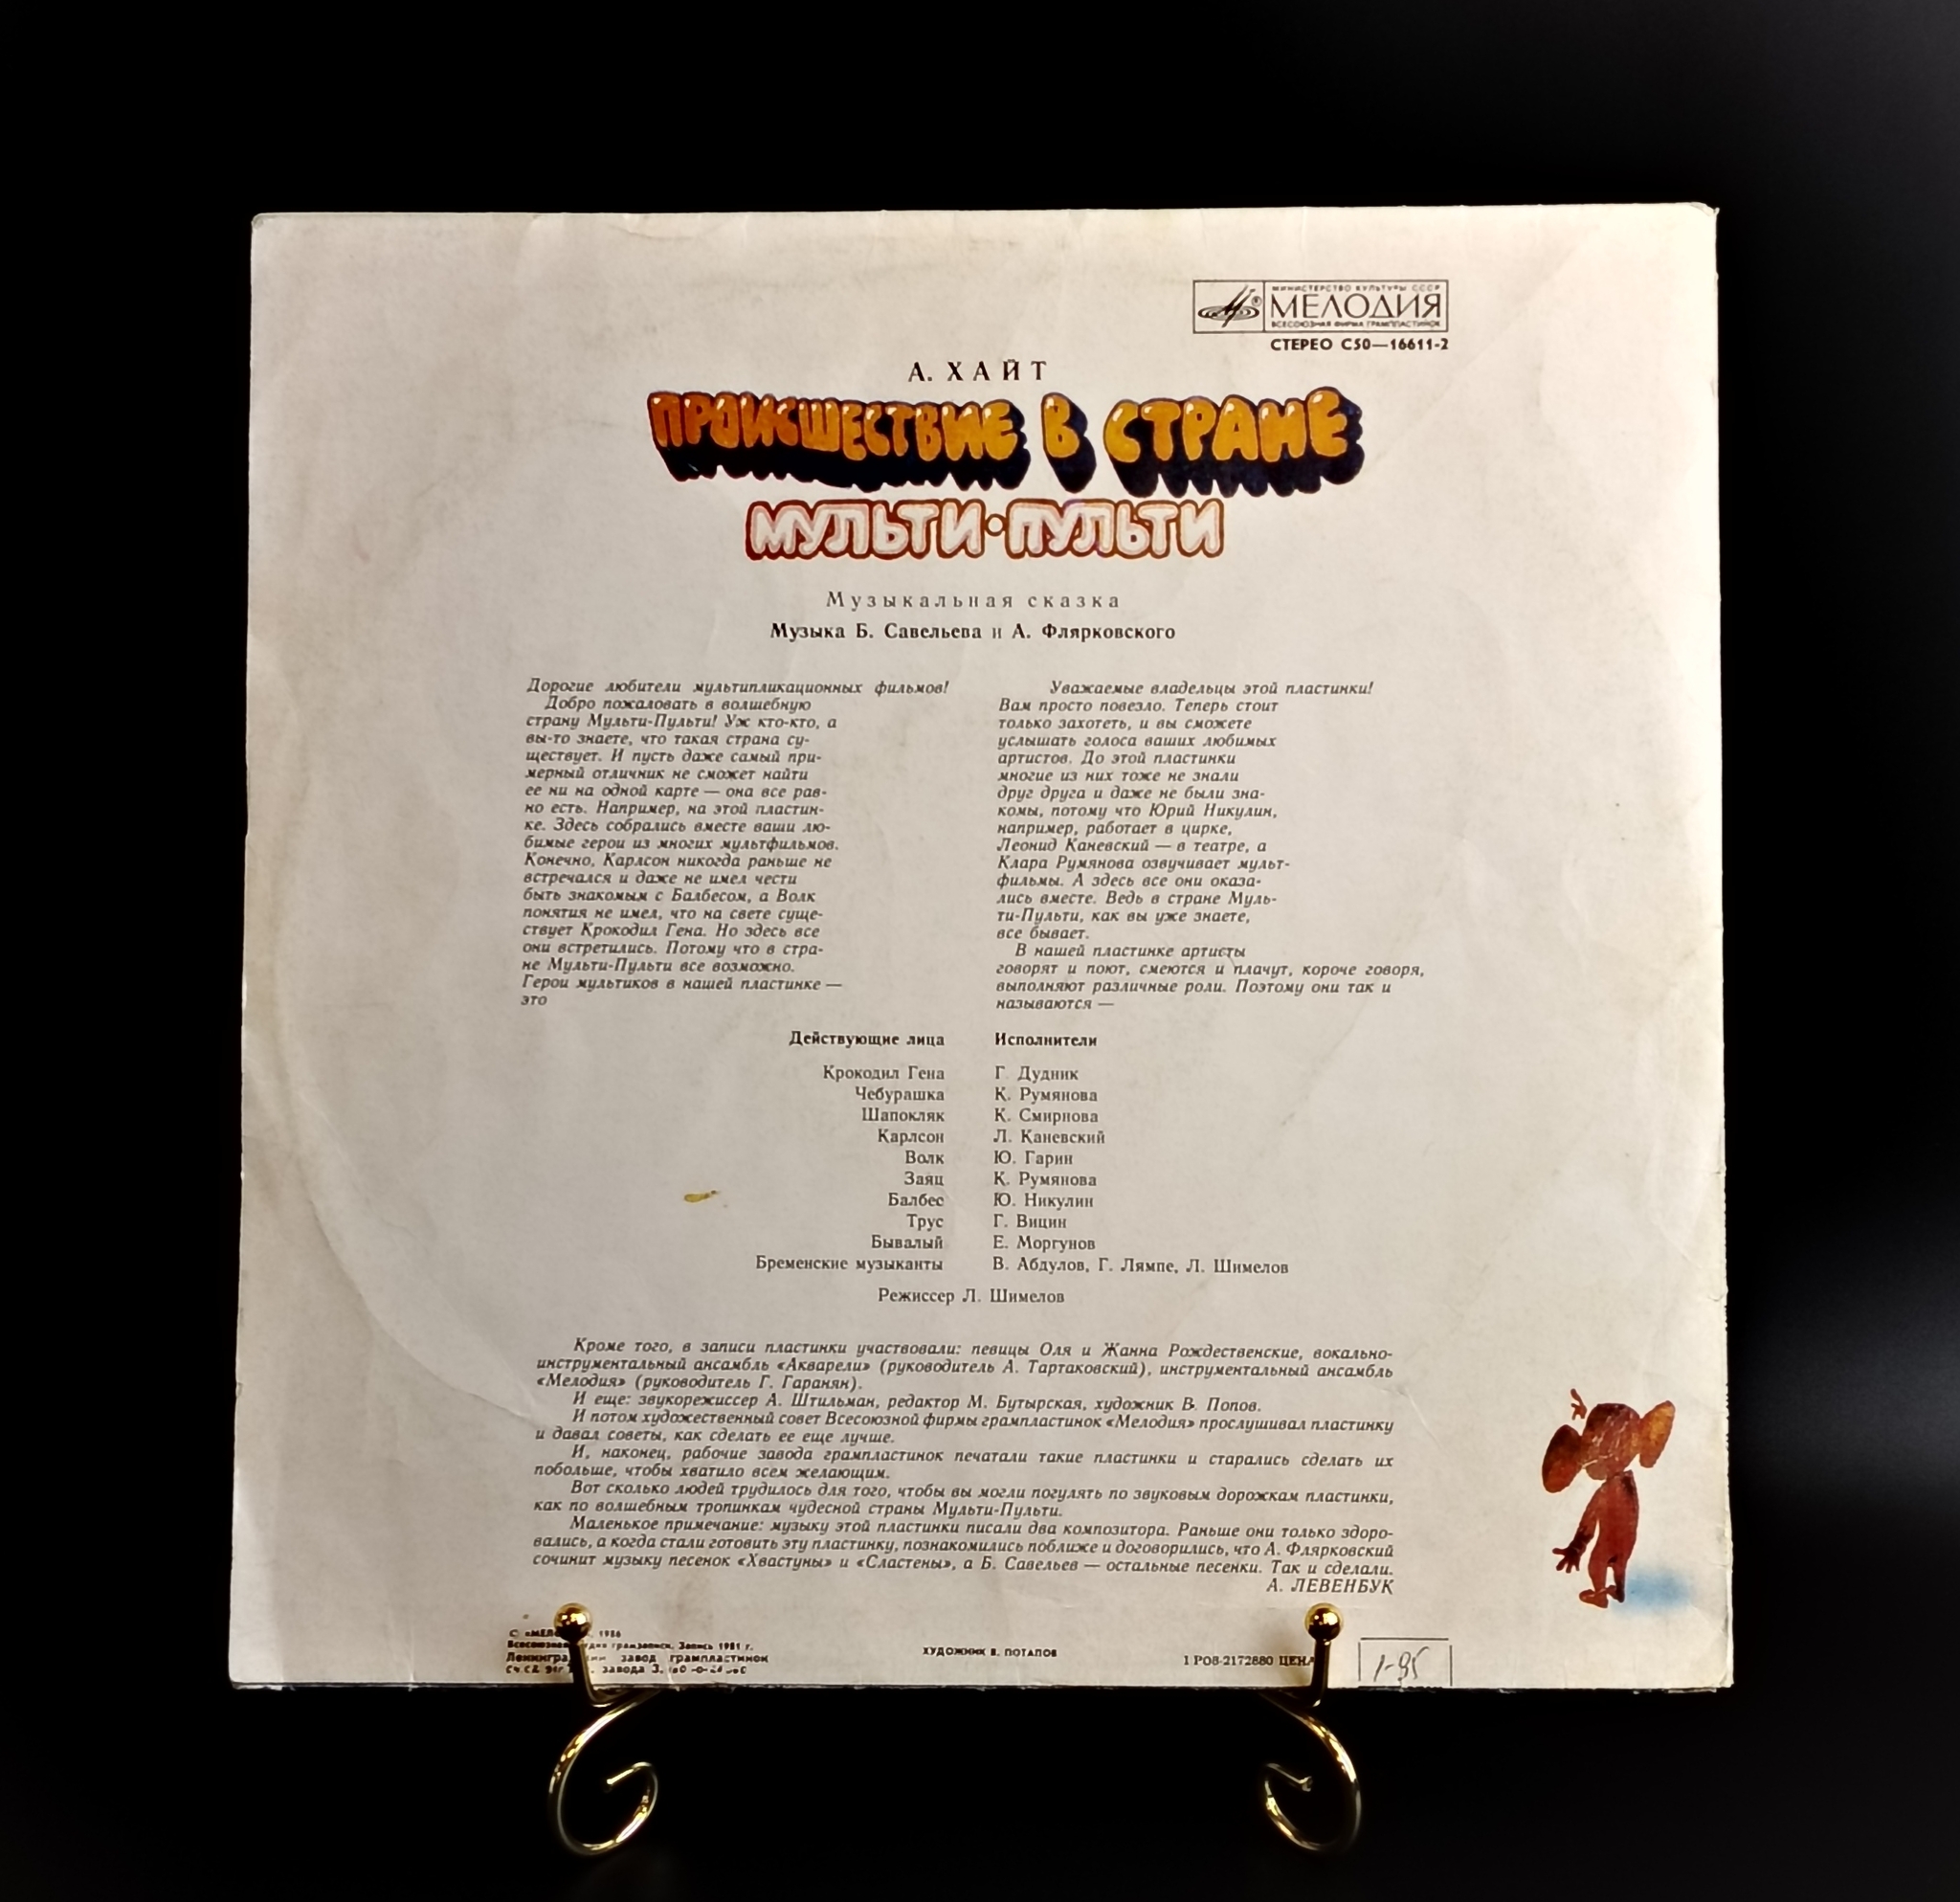 МИНИСТЕРСТВО КУЛЬТУРЫ СССР
МЕЛОДИЯ
ВСЕСОЮЗНАЯ ФИРМА ГРАМПЛАСТИНОК
СТЕРЕО С50—16611-2
А. ХАЙТ
ПРОИСШЕСТВИЕ В СТРАНЕ
МУЛЬТИ·ПУЛЬТИ
Музыкальная сказка
Музыка Б. Савельева и А. Флярковского
Дорогие любители мультипликационных фильмов!
Добро пожаловать в волшебную
страну Мульти-Пульти! Уж кто-кто, а
вы-то знаете, что такая страна су-
ществует. И пусть даже самый при-
мерный отличник не сможет найти
ее ни на одной карте — она все рав-
но есть. Например, на этой пластин-
ке. Здесь собрались вместе ваши лю-
бимые герои из многих мультфильмов.
Конечно, Карлсон никогда раньше не
встречался и даже не имел чести
быть знакомым с Балбесом, а Волк
понятия не имел, что на свете суще-
ствует Крокодил Гена. Но здесь все
они встретились. Потому что в стра-
не Мульти-Пульти все возможно.
Герои мультиков в нашей пластинке —
это
Уважаемые владельцы этой пластинки!
Вам просто повезло. Теперь стоит
только захотеть, и вы сможете
услышать голоса ваших любимых
артистов. До этой пластинки
многие из них тоже не знали
друг друга и даже не были зна-
комы, потому что Юрий Никулин,
например, работает в цирке,
Леонид Каневский — в театре, а
Клара Румянова озвучивает мульт-
фильмы. А здесь все они оказа-
лись вместе. Ведь в стране Муль-
ти-Пульти, как вы уже знаете,
все бывает.
В нашей пластинке артисты
говорят и поют, смеются и плачут, короче говоря,
выполняют различные роли. Поэтому они так и
называются —
Действующие лица Исполнители
Крокодил Гена Г. Дудник
Чебурашка К. Румянова
Шапокляк К. Смирнова
Карлсон Л. Каневский
Волк Ю. Гарин
Заяц К. Румянова
Балбес Ю. Никулин
Трус Г. Вицин
Бывалый Е. Моргунов
Бременские музыканты В. Абдулов, Г. Лямпе, Л. Шимелов
Режиссер Л. Шимелов
Кроме того, в записи пластинки участвовали: певицы Оля и Жанна Рождественские, вокально-
инструментальный ансамбль «Акварели» (руководитель А. Тартаковский), инструментальный ансамбль
«Мелодия» (руководитель Г. Гаранян).
И еще: звукорежиссер А. Штильман, редактор М. Бутырская, художник В. Попов.
И потом художественный совет Всесоюзной фирмы грампластинок «Мелодия» прослушивал пластинку
и давал советы, как сделать ее еще лучше.
И, наконец, рабочие завода грампластинок печатали такие пластинки и старались сделать их
побольше, чтобы хватило всем желающим.
Вот сколько людей трудилось для того, чтобы вы могли погулять по звуковым дорожкам пластинки,
как по волшебным тропинкам чудесной страны Мульти-Пульти.
Маленькое примечание: музыку этой пластинки писали два композитора. Раньше они только здоро-
вались, а когда стали готовить эту пластинку, познакомились поближе и договорились, что А. Флярковский
сочинит музыку песенок «Хвастуны» и «Сластены», а Б. Савельев — остальные песенки. Так и сделали.
А. ЛЕВЕНБУК
1986
грамзаписи. Запись 1981 г.
завод грампластинок
завода 3.
ХУДОЖНИК В. ПОТАПОВ
1 РОЗ-2172880 ЦЕНА
1-95